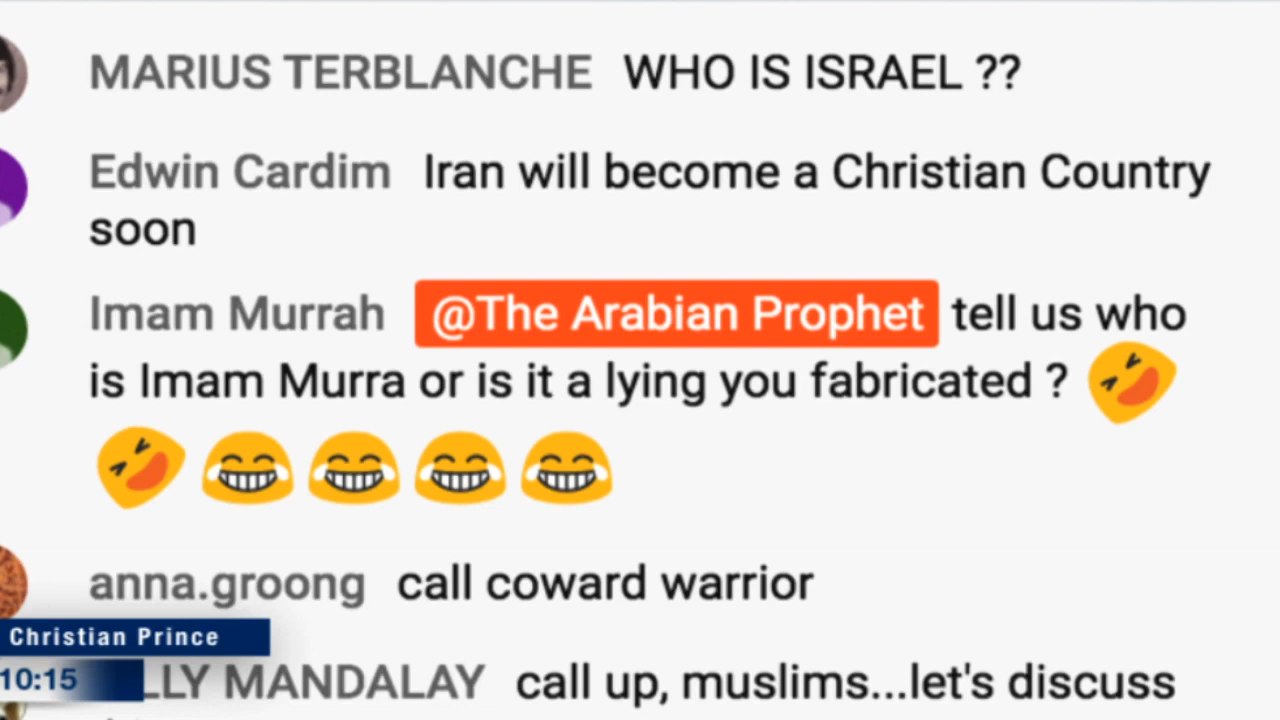 MARIUS TERBLANCHE WHO IS ISRAEL ??
Edwin Cardim Iran will become a Christian Country
soon
Imam Murrah @The Arabian Prophet tell us who
is Imam Murra or is it a lying you fabricated ? 🤣
🤣😂😂😂😂
anna.groong call coward warrior
Christian Prince
10:15
LLY MANDALAY call up, muslims...let's discuss